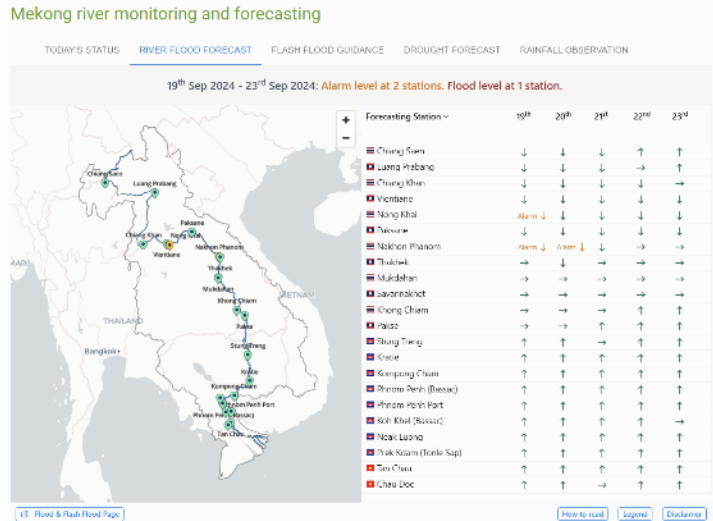 Mekong river monitoring and forecasting
TODAY'S STATUS RIVER FLOOD FORECAST FLASH FLOOD GUIDANCE DROUGHT FORECAST RAINFALL OBSERVATION
19th Sep 2024 - 23rd Sep 2024: Alarm level at 2 stations. Flood level at 1 station.
+
−
Chiang Saen
Luang Prabang
Paksane
Chiang Khan Nong Khai
Vientiane
Nakhon Phanom
Thakhek
Mukdahan
Khong Chiam
Pakse
VIETNAM
THAILAND
Bangkok
Stung Treng
Kratie
Kompong Cham
Phnom Penh Port
Phnom Penh (Bassac)
Tan Chau
Forecasting Station 19th 20th 21st 22nd 23rd
Chiang Saen ↓ ↓ ↓ ↑ ↑
Luang Prabang ↓ ↓ ↓ → ↑
Chiang Khan ↓ ↓ ↓ ↓ →
Vientiane ↓ ↓ ↓ ↓ ↓
Nong Khai Alarm ↓ ↓ ↓ ↓ ↓
Paksane ↓ ↓ ↓ ↓ ↓
Nakhon Phanom Alarm ↓ Alarm ↓ ↓ → →
Thakhek → ↓ → → →
Mukdahan → → → → →
Savannakhet → → → → →
Khong Chiam → → → ↑ ↑
Pakse → → ↑ ↑ ↑
Stung Treng ↑ ↑ → ↑ ↑
Kratie ↑ ↑ ↑ ↑ ↑
Kompong Cham ↑ ↑ ↑ ↑ ↑
Phnom Penh (Bassac) ↑ ↑ ↑ ↑ ↑
Phnom Penh Port ↑ ↑ ↑ ↑ ↑
Koh Khel (Bassac) ↑ ↑ ↑ ↑ →
Neak Luong ↑ ↑ ↑ ↑ ↑
Prek Kdam (Tonle Sap) ↑ ↑ ↑ ↑ ↑
Tan Chau ↑ ↑ ↑ ↑ ↑
Chau Doc ↑ ↑ → ↑ ↑
Flood & Flash Flood Page
How to read Legend Disclaimer